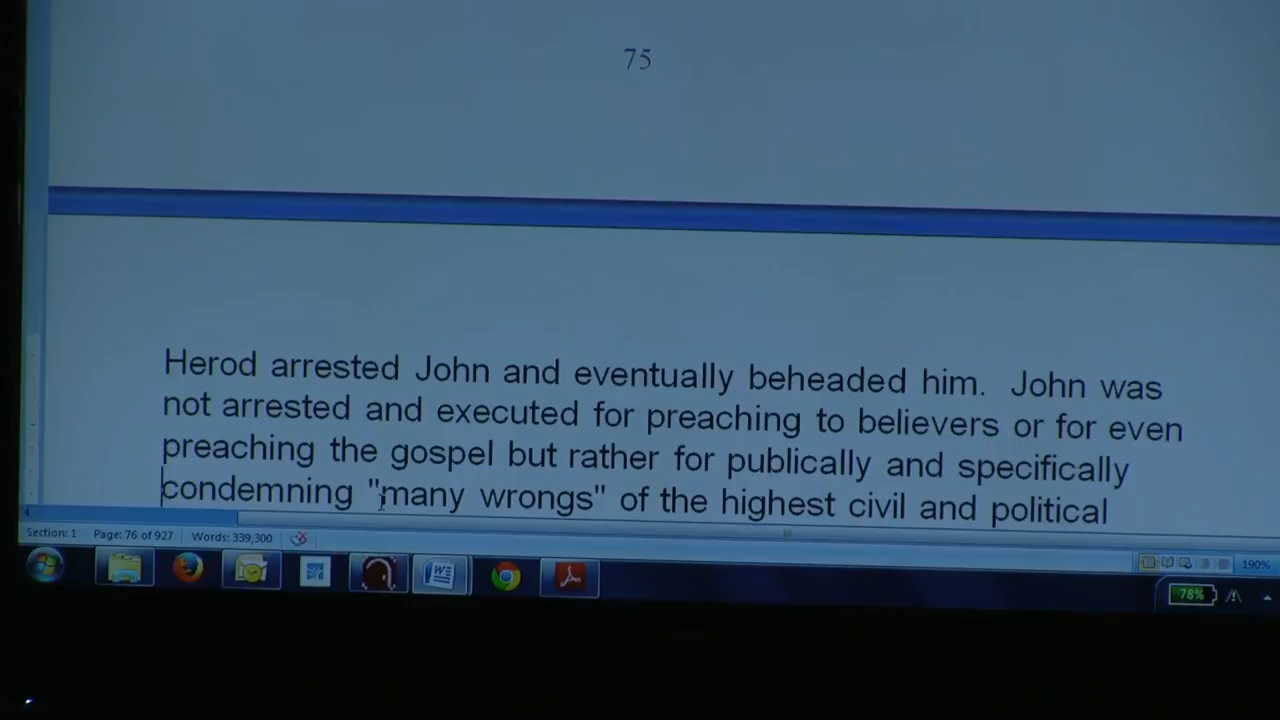 75
Herod arrested John and eventually beheaded him. John was
not arrested and executed for preaching to believers or for even
preaching the gospel but rather for publically and specifically
condemning "many wrongs" of the highest civil and political
Section: 1 Page: 76 of 927 Words: 339,300
190%
78%